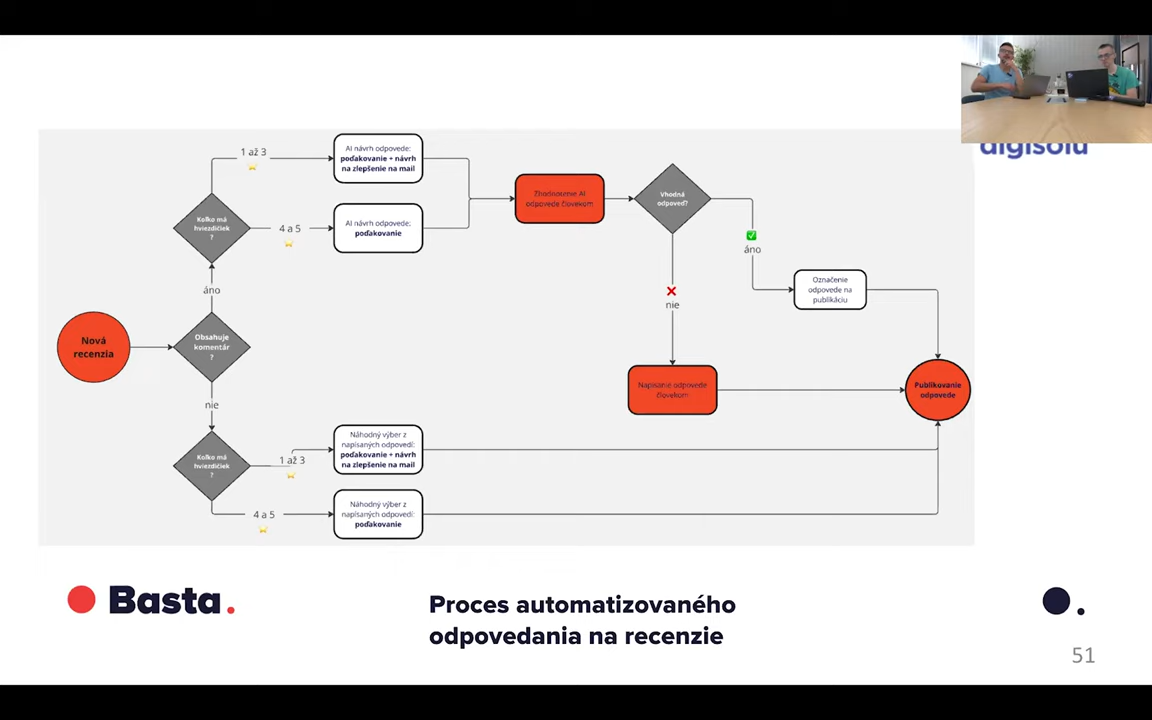 digisolu
1 až 3
AI návrh odpovede:
poďakovanie + návrh
na zlepšenie na mail
Koľko má
hviezdičiek
?
4 a 5
AI návrh odpovede:
poďakovanie
Zhodnotenie AI
odpovede človekom
Vhodná
odpoveď?
áno
nie
Označenie
odpovede na
publikáciu
áno
Nová
recenzia
Obsahuje
komentár
?
Napísanie odpovede
človekom
Publikovanie
odpovede
nie
Koľko má
hviezdičiek
?
1 až 3
Náhodný výber z
napísaných odpovedí:
poďakovanie + návrh
na zlepšenie na mail
4 a 5
Náhodný výber z
napísaných odpovedí:
poďakovanie
Basta.
Proces automatizovaného
odpovedania na recenzie
51